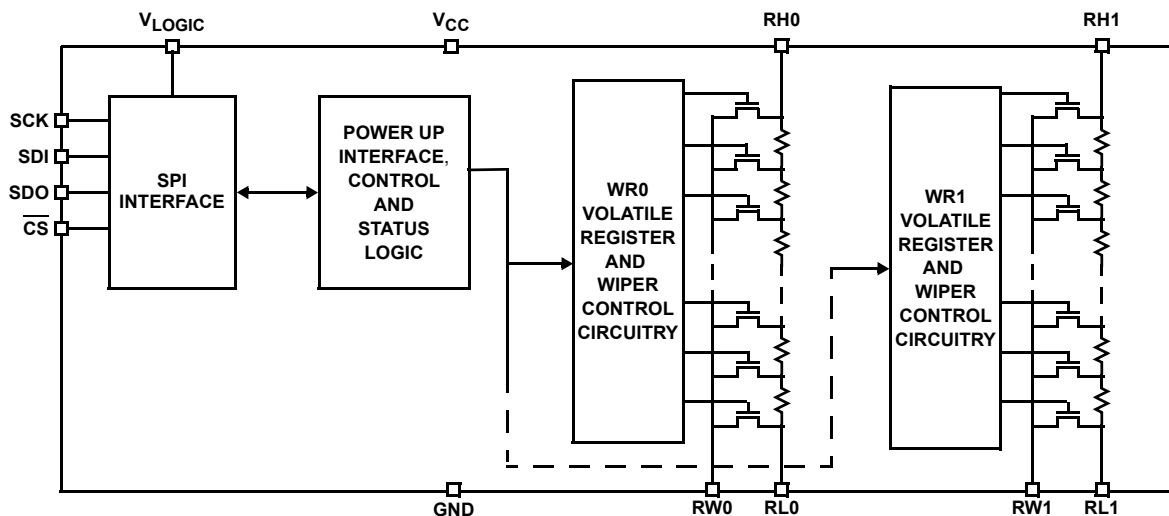 VLOGIC
VCC
RH0
RH1
SCK
SDI
SDO
CS
SPI
INTERFACE
POWER UP
INTERFACE,
CONTROL
AND
STATUS
LOGIC
WR0
VOLATILE
REGISTER
AND
WIPER
CONTROL
CIRCUITRY
WR1
VOLATILE
REGISTER
AND
WIPER
CONTROL
CIRCUITRY
GND
RW0
RL0
RW1
RL1